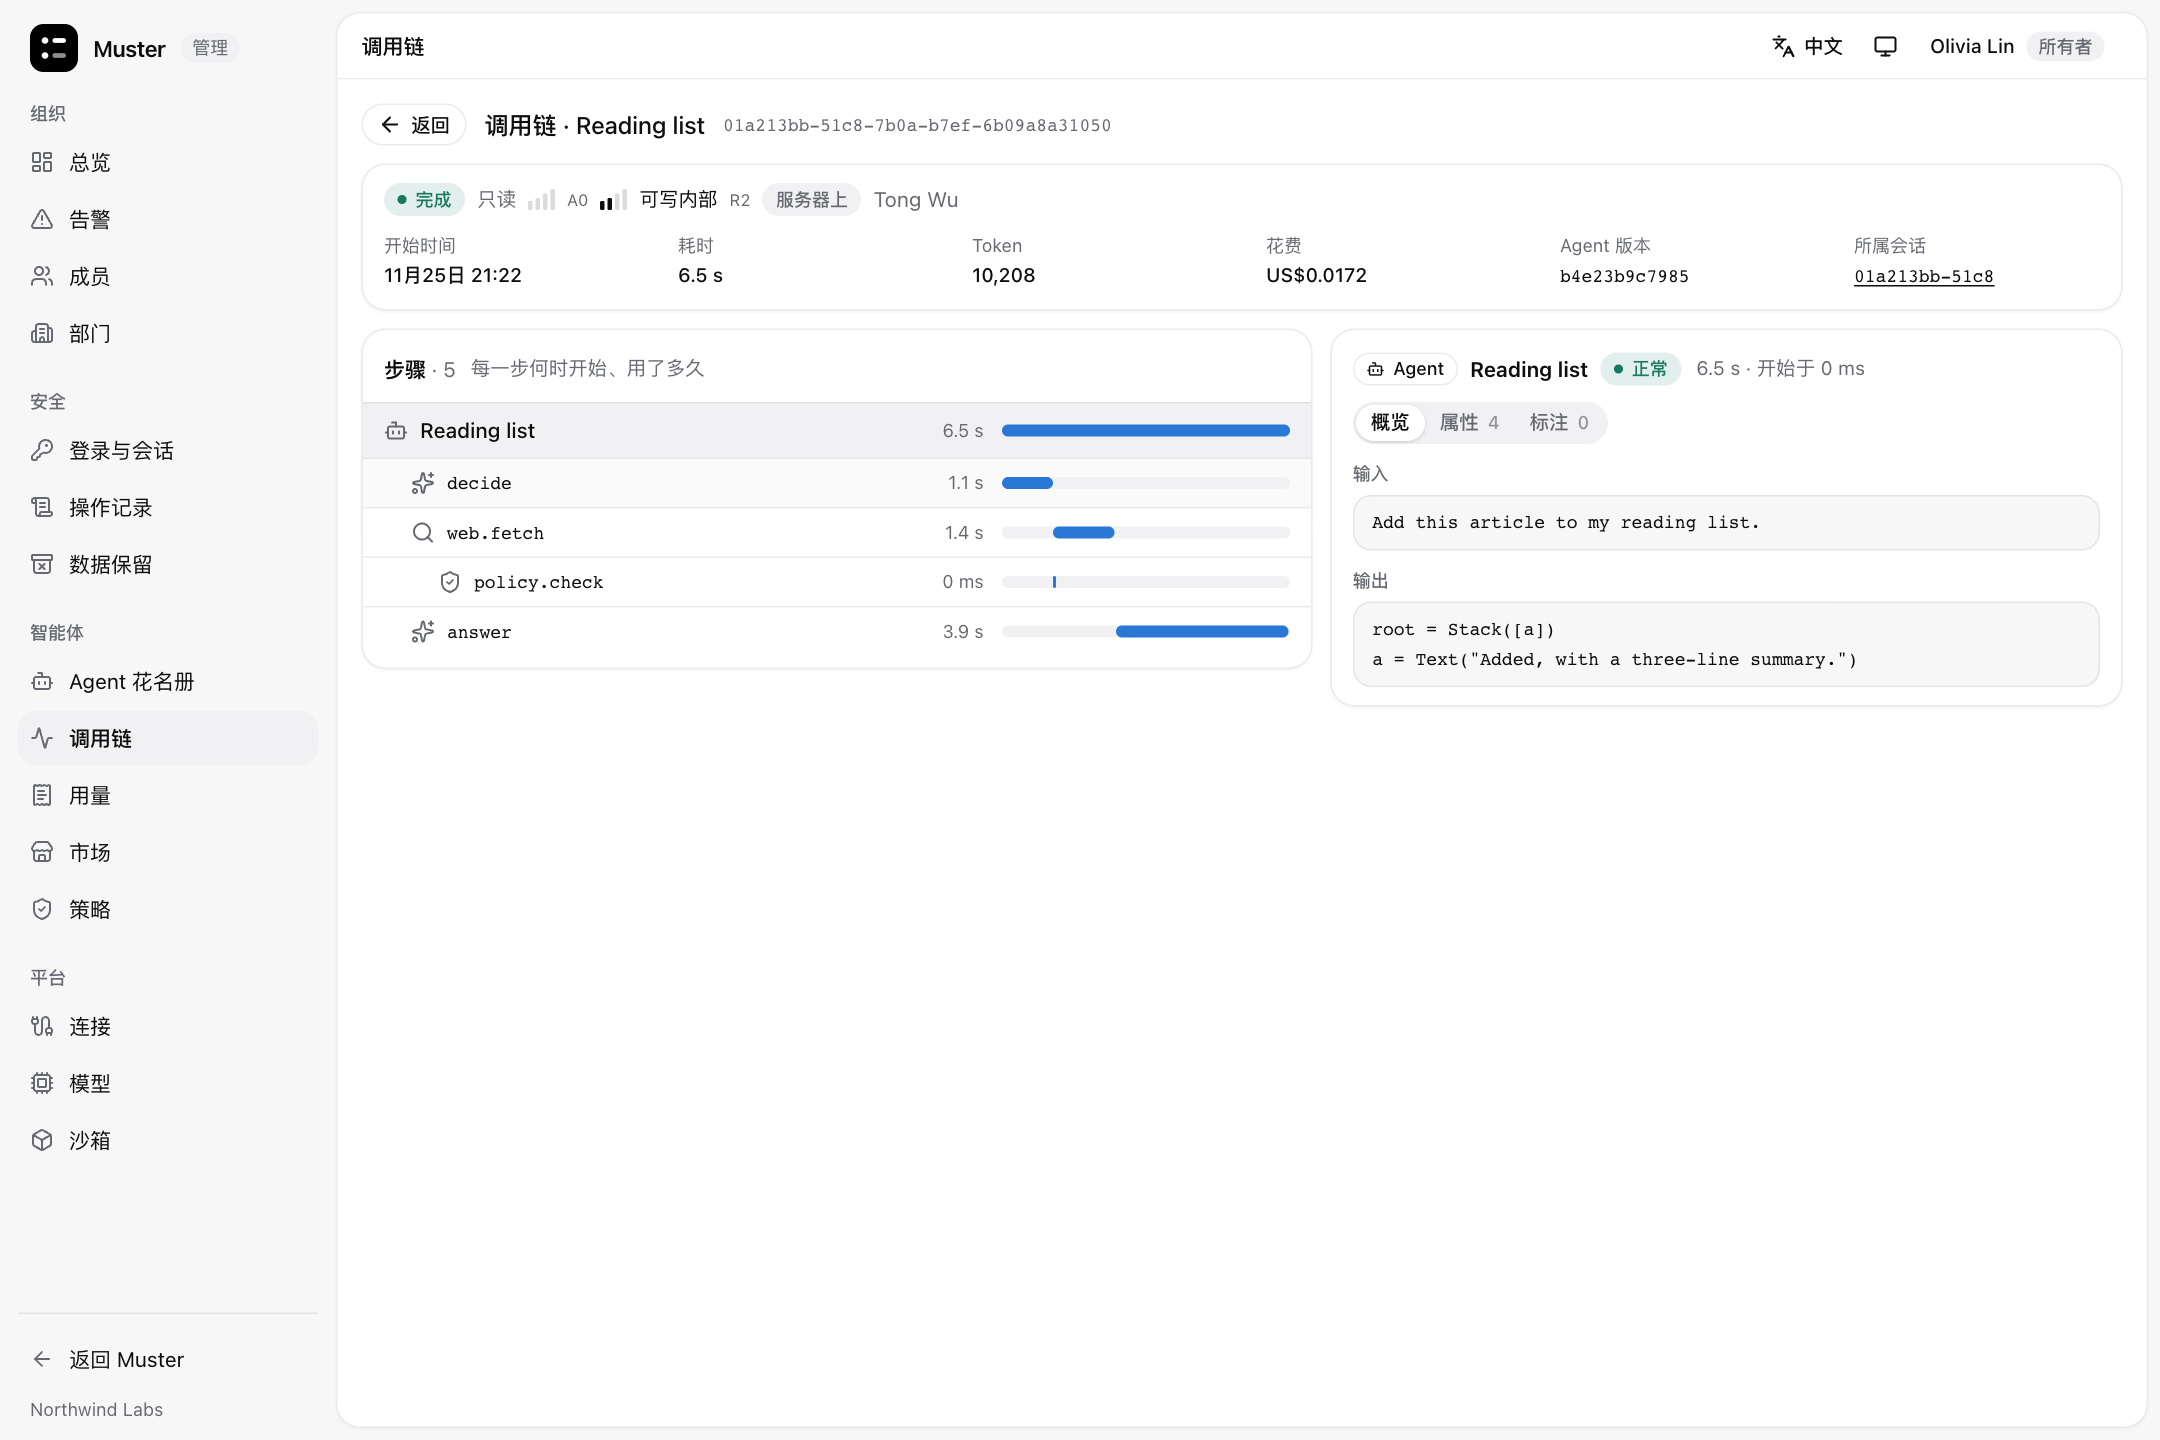 Muster 管理
组织
总览
告警
成员
部门
安全
登录与会话
操作记录
数据保留
智能体
Agent 花名册
调用链
用量
市场
策略
平台
连接
模型
沙箱
返回 Muster
Northwind Labs
调用链
中文
Olivia Lin 所有者
返回 调用链 · Reading list 01a213bb-51c8-7b0a-b7ef-6b09a8a31050
完成 只读 A0 可写内部 R2 服务器上 Tong Wu
开始时间 耗时 Token 花费 Agent 版本 所属会话
11月25日 21:22 6.5 s 10,208 US$0.0172 b4e23b9c7985 01a213bb-51c8
步骤 · 5 每一步何时开始、用了多久
Reading list 6.5 s
decide 1.1 s
web.fetch 1.4 s
policy.check 0 ms
answer 3.9 s
Agent Reading list 正常 6.5 s · 开始于 0 ms
概览 属性 4 标注 0
输入
Add this article to my reading list.
输出
root = Stack([a])
a = Text("Added, with a three-line summary.")